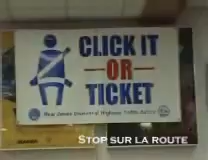 CLICK IT
OR
TICKET
New Jersey Division of Highway Traffic Safety
STOP SUR LA ROUTE